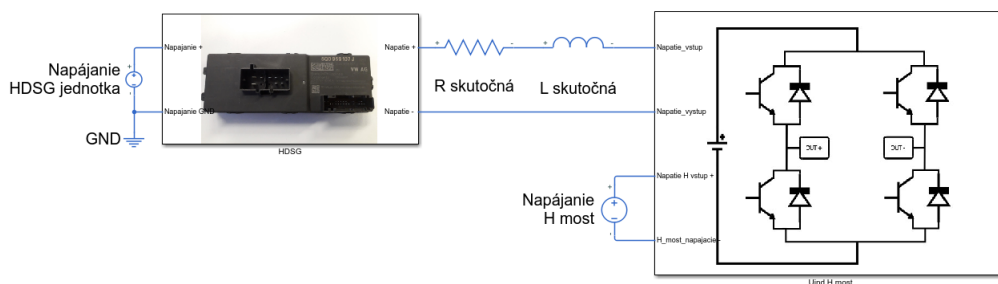 Napájanie
HDSG jednotka
GND
Napajanie +
Napajanie GND
Napatie +
Napatie -
HDSG
R skutočná
L skutočná
Napájanie
H most
Napatie_vstup
Napatie_vystup
Napatie H vstup +
H_most_napajacie -
OUT +
OUT -
Uind H most